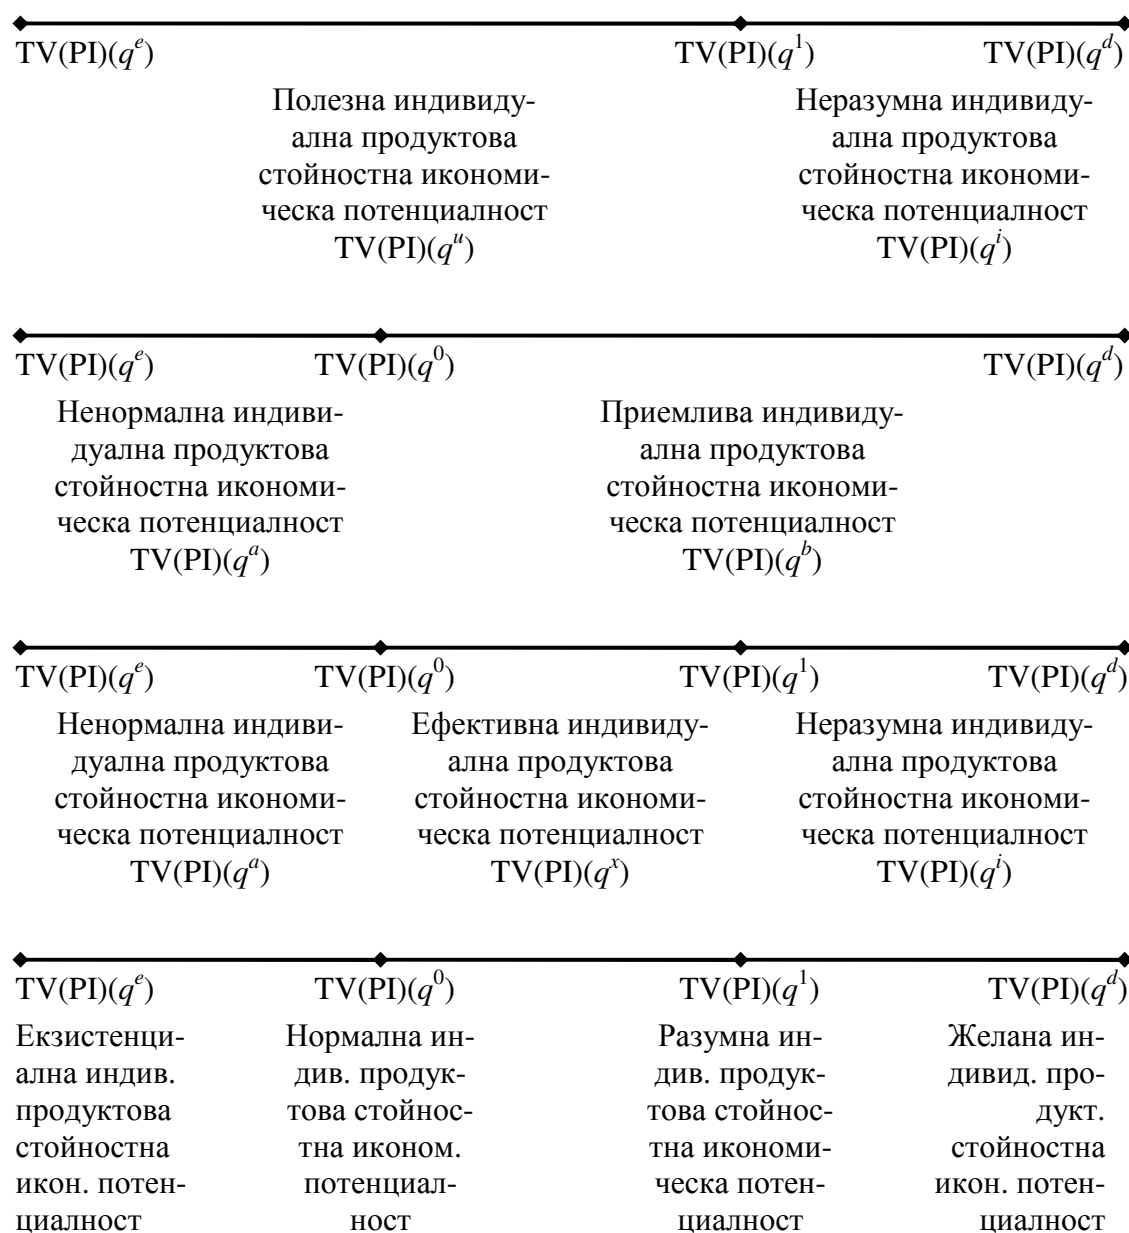 TV(PI)(q^e) TV(PI)(q^1) TV(PI)(q^d)
Полезна индивиду- Неразумна индивиду-
ална продуктова ална продуктова
стойностна икономи- стойностна икономи-
ческа потенциалност ческа потенциалност
TV(PI)(q^u) TV(PI)(q^i)
TV(PI)(q^e) TV(PI)(q^0) TV(PI)(q^d)
Ненормална индиви- Приемлива индивиду-
дуална продуктова ална продуктова
стойностна икономи- стойностна икономи-
ческа потенциалност ческа потенциалност
TV(PI)(q^a) TV(PI)(q^b)
TV(PI)(q^e) TV(PI)(q^0) TV(PI)(q^1) TV(PI)(q^d)
Ненормална индиви- Ефективна индивиду- Неразумна индивиду-
дуална продуктова ална продуктова ална продуктова
стойностна икономи- стойностна икономи- стойностна икономи-
ческа потенциалност ческа потенциалност ческа потенциалност
TV(PI)(q^a) TV(PI)(q^x) TV(PI)(q^i)
TV(PI)(q^e) TV(PI)(q^0) TV(PI)(q^1) TV(PI)(q^d)
Екзистенци- Нормална ин- Разумна ин- Желана ин-
ална индив. див. продук- див. продук- дивид. про-
продуктова това стойнос- това стойнос- дукт.
стойностна тна иконом. тна икономи- стойностна
икон. потен- потенциал- ческа потен- икон. потен-
циалност ност циалност циалност